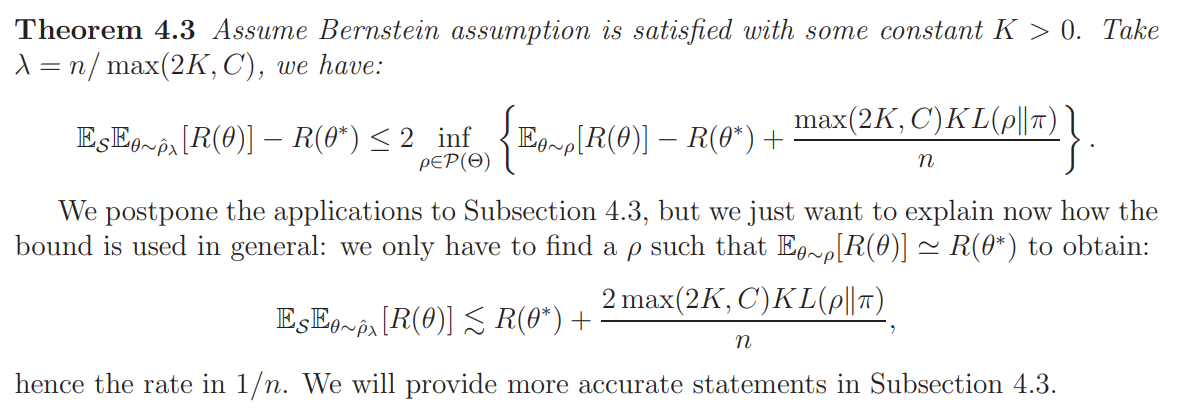 Theorem 4.3 Assume Bernstein assumption is satisfied with some constant K > 0. Take
λ = n/ max(2K, C), we have:
𝔼_𝒮𝔼_{θ∼ρ̂_λ}[R(θ)] − R(θ*) ≤ 2 inf_{ρ∈𝒫(Θ)} { 𝔼_{θ∼ρ}[R(θ)] − R(θ*) + \frac{max(2K, C)KL(ρ‖π)}{n} } .
We postpone the applications to Subsection 4.3, but we just want to explain now how the
bound is used in general: we only have to find a ρ such that 𝔼_{θ∼ρ}[R(θ)] ≃ R(θ*) to obtain:
𝔼_𝒮𝔼_{θ∼ρ̂_λ}[R(θ)] ≲ R(θ*) + \frac{2 max(2K, C)KL(ρ‖π)}{n},
hence the rate in 1/n. We will provide more accurate statements in Subsection 4.3.